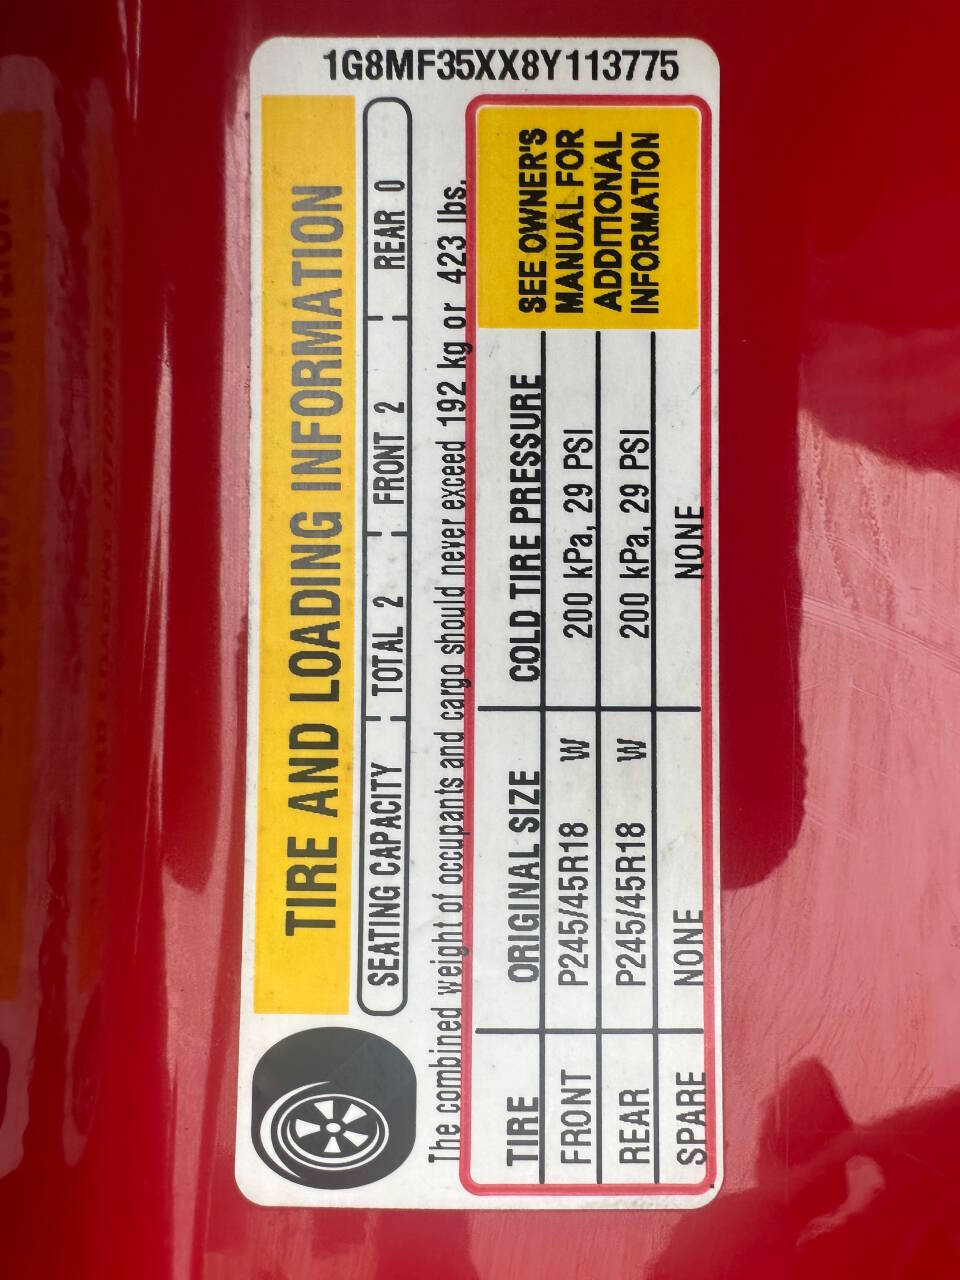 1G8MF35XX8Y113775
TIRE AND LOADING INFORMATION
SEATING CAPACITY TOTAL 2 FRONT 2 REAR 0
The combined weight of occupants and cargo should never exceed 192 kg or 423 lbs.
TIRE ORIGINAL SIZE COLD TIRE PRESSURE
FRONT P245/45R18 W 200 kPa, 29 PSI
REAR P245/45R18 W 200 kPa, 29 PSI
SPARE NONE NONE
SEE OWNER'S
MANUAL FOR
ADDITIONAL
INFORMATION